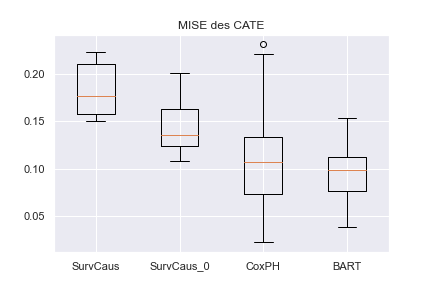 MISE des CATE
0.20
0.15
0.10
0.05
SurvCaus
SurvCaus_0
CoxPH
BART